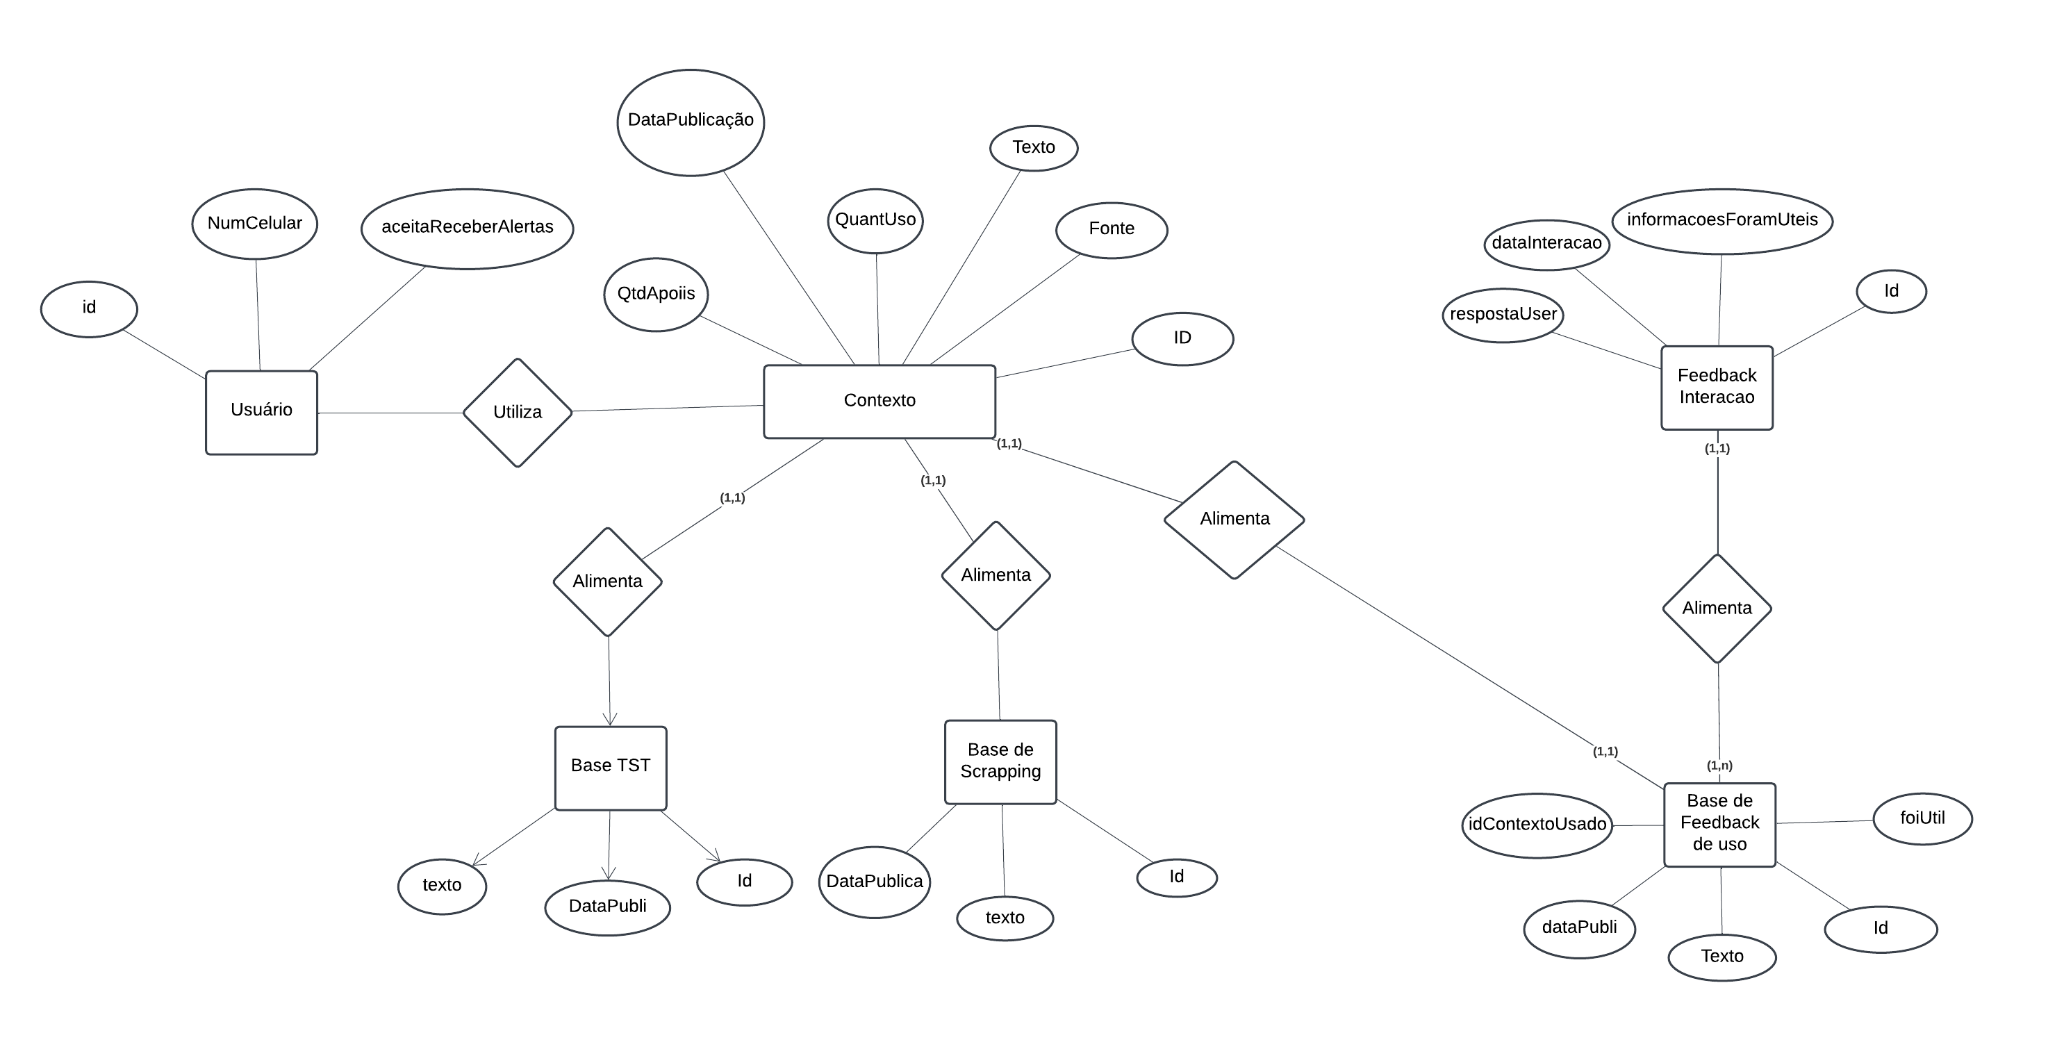 DataPublicação
Texto
NumCelular
aceitaReceberAlertas
QuantUso
Fonte
informacoesForamUteis
dataInteracao
id
QtdApoiis
ID
respostaUser
Id
Usuário
Utiliza
Contexto
Feedback
Interacao
(1,1)
(1,1)
(1,1)
(1,1)
Alimenta
Alimenta
Alimenta
Alimenta
Base TST
Base de
Scrapping
(1,1)
(1,n)
Base de
Feedback
de uso
idContextoUsado
foiUtil
texto
DataPubli
Id
DataPublica
texto
Id
dataPubli
Texto
Id